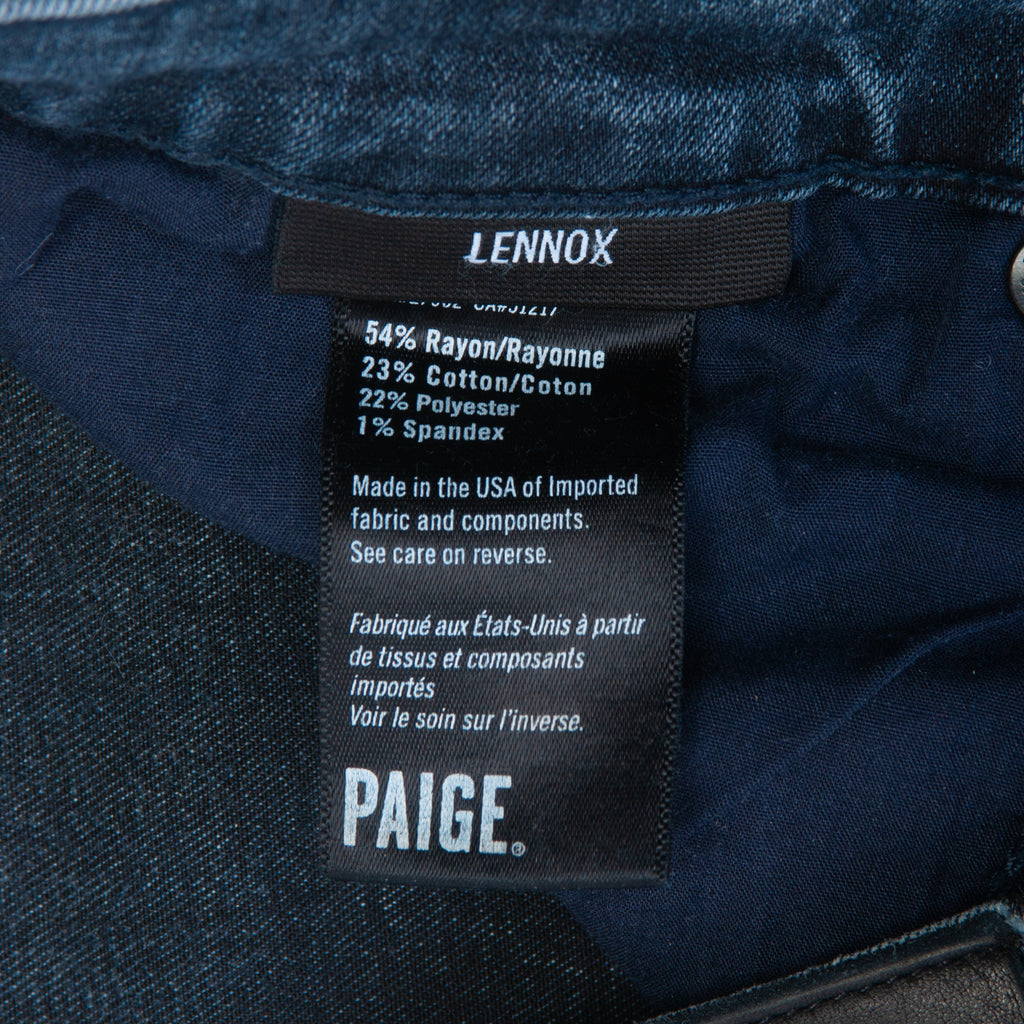 LENNOX
54% Rayon/Rayonne
23% Cotton/Coton
22% Polyester
1% Spandex
Made in the USA of Imported
fabric and components.
See care on reverse.
Fabriqué aux États-Unis à partir
de tissus et composants
importés
Voir le soin sur l'inverse.
PAIGE®